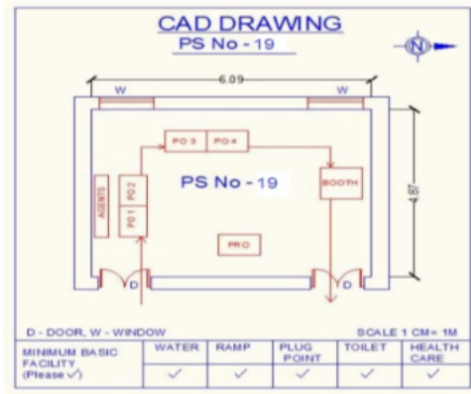 CAD DRAWING
PS No - 19
N
6.09
W W
PO 3 PO 4
AGENTS
PO 1 PO 2
PS No - 19
BOOTH
4.87
PRO
D D
D - DOOR, W - WINDOW
SCALE 1 CM= 1M
MINIMUM BASIC FACILITY (Please ✓)
WATER
RAMP
PLUG POINT
TOILET
HEALTH CARE
✓ ✓ ✓ ✓ ✓